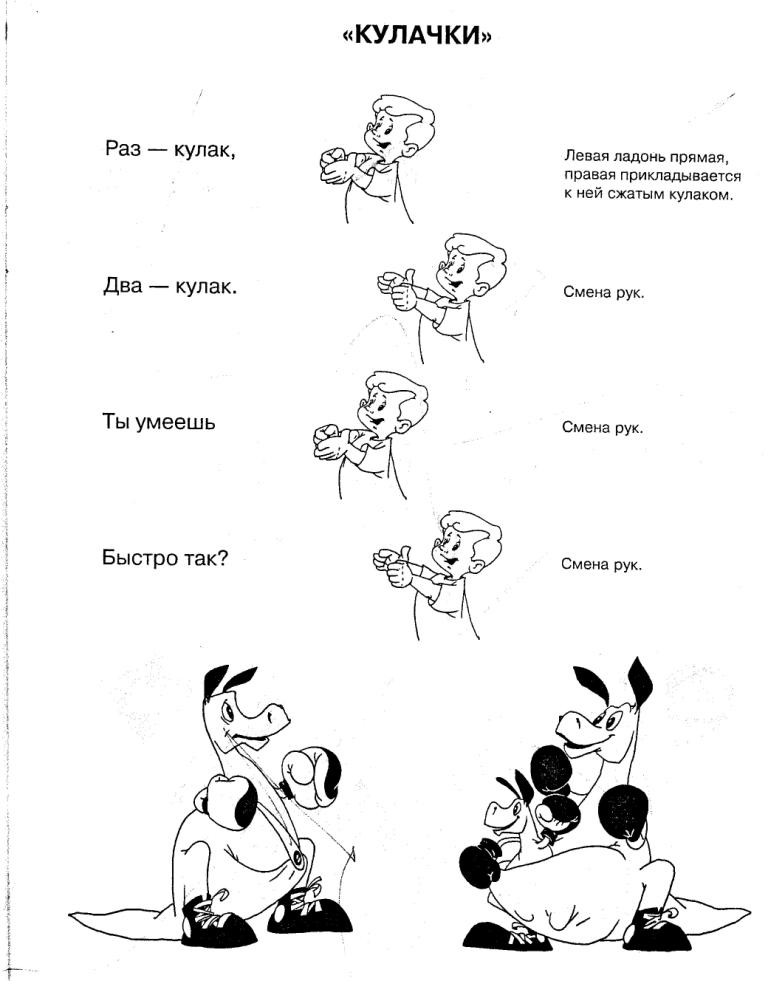 «КУЛАЧКИ»
Раз — кулак,
Левая ладонь прямая,
правая прикладывается
к ней сжатым кулаком.
Два — кулак.
Смена рук.
Ты умеешь
Смена рук.
Быстро так?
Смена рук.